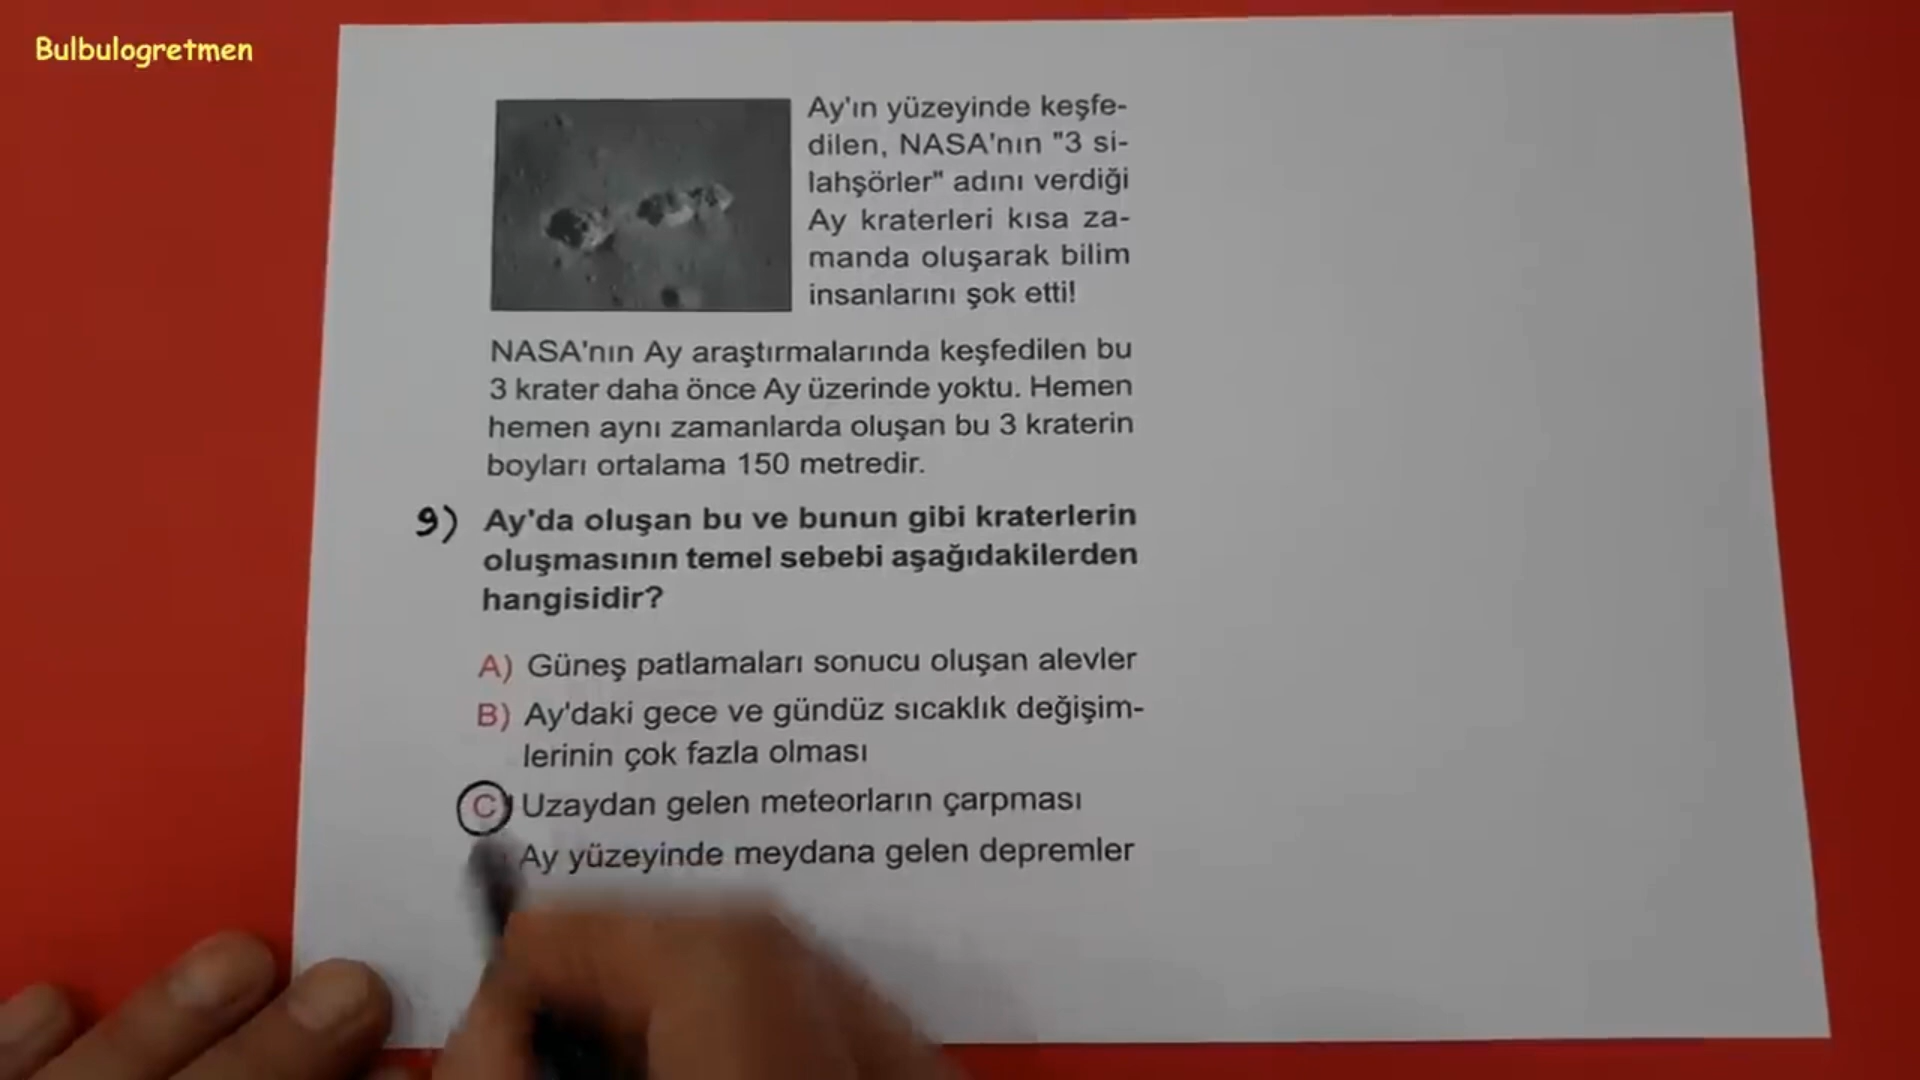 Bulbulogretmen
Ay'ın yüzeyinde keşfe-
dilen, NASA'nın "3 si-
lahşörler" adını verdiği
Ay kraterleri kısa za-
manda oluşarak bilim
insanlarını şok etti!
NASA'nın Ay araştırmalarında keşfedilen bu
3 krater daha önce Ay üzerinde yoktu. Hemen
hemen aynı zamanlarda oluşan bu 3 kraterin
boyları ortalama 150 metredir.
9) Ay'da oluşan bu ve bunun gibi kraterlerin
oluşmasının temel sebebi aşağıdakilerden
hangisidir?
A) Güneş patlamaları sonucu oluşan alevler
B) Ay'daki gece ve gündüz sıcaklık değişim-
lerinin çok fazla olması
C) Uzaydan gelen meteorların çarpması
Ay yüzeyinde meydana gelen depremler